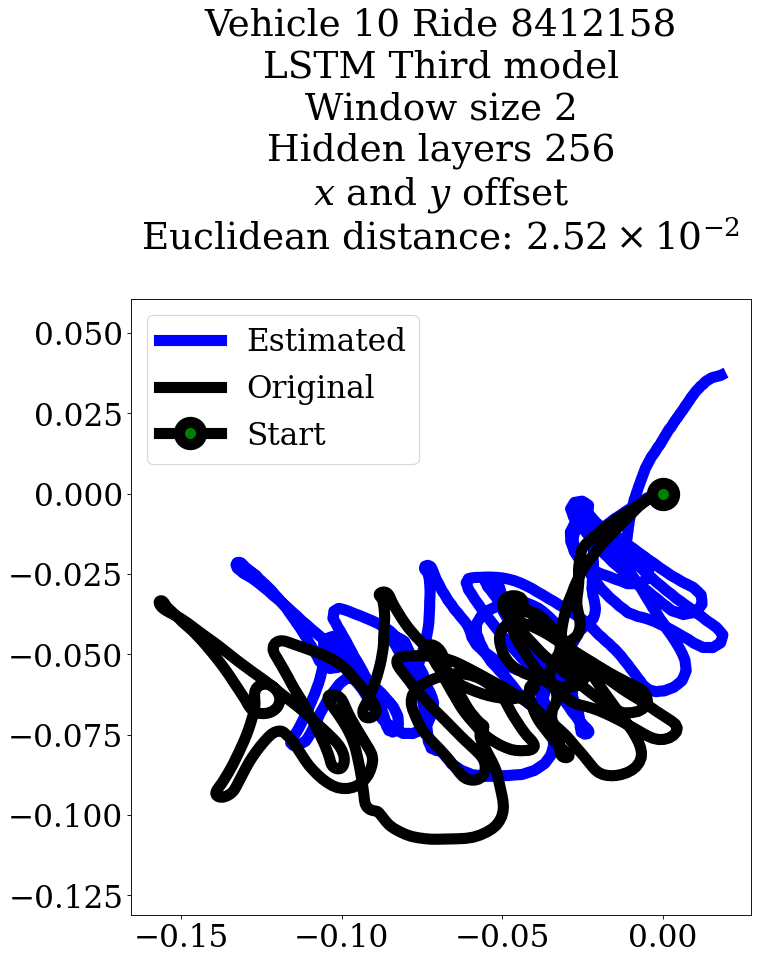 Vehicle 10 Ride 8412158
LSTM Third model
Window size 2
Hidden layers 256
x and y offset
Euclidean distance: 2.52 × 10⁻²
Estimated
Original
Start
0.050
0.025
0.000
−0.025
−0.050
−0.075
−0.100
−0.125
−0.15 −0.10 −0.05 0.00